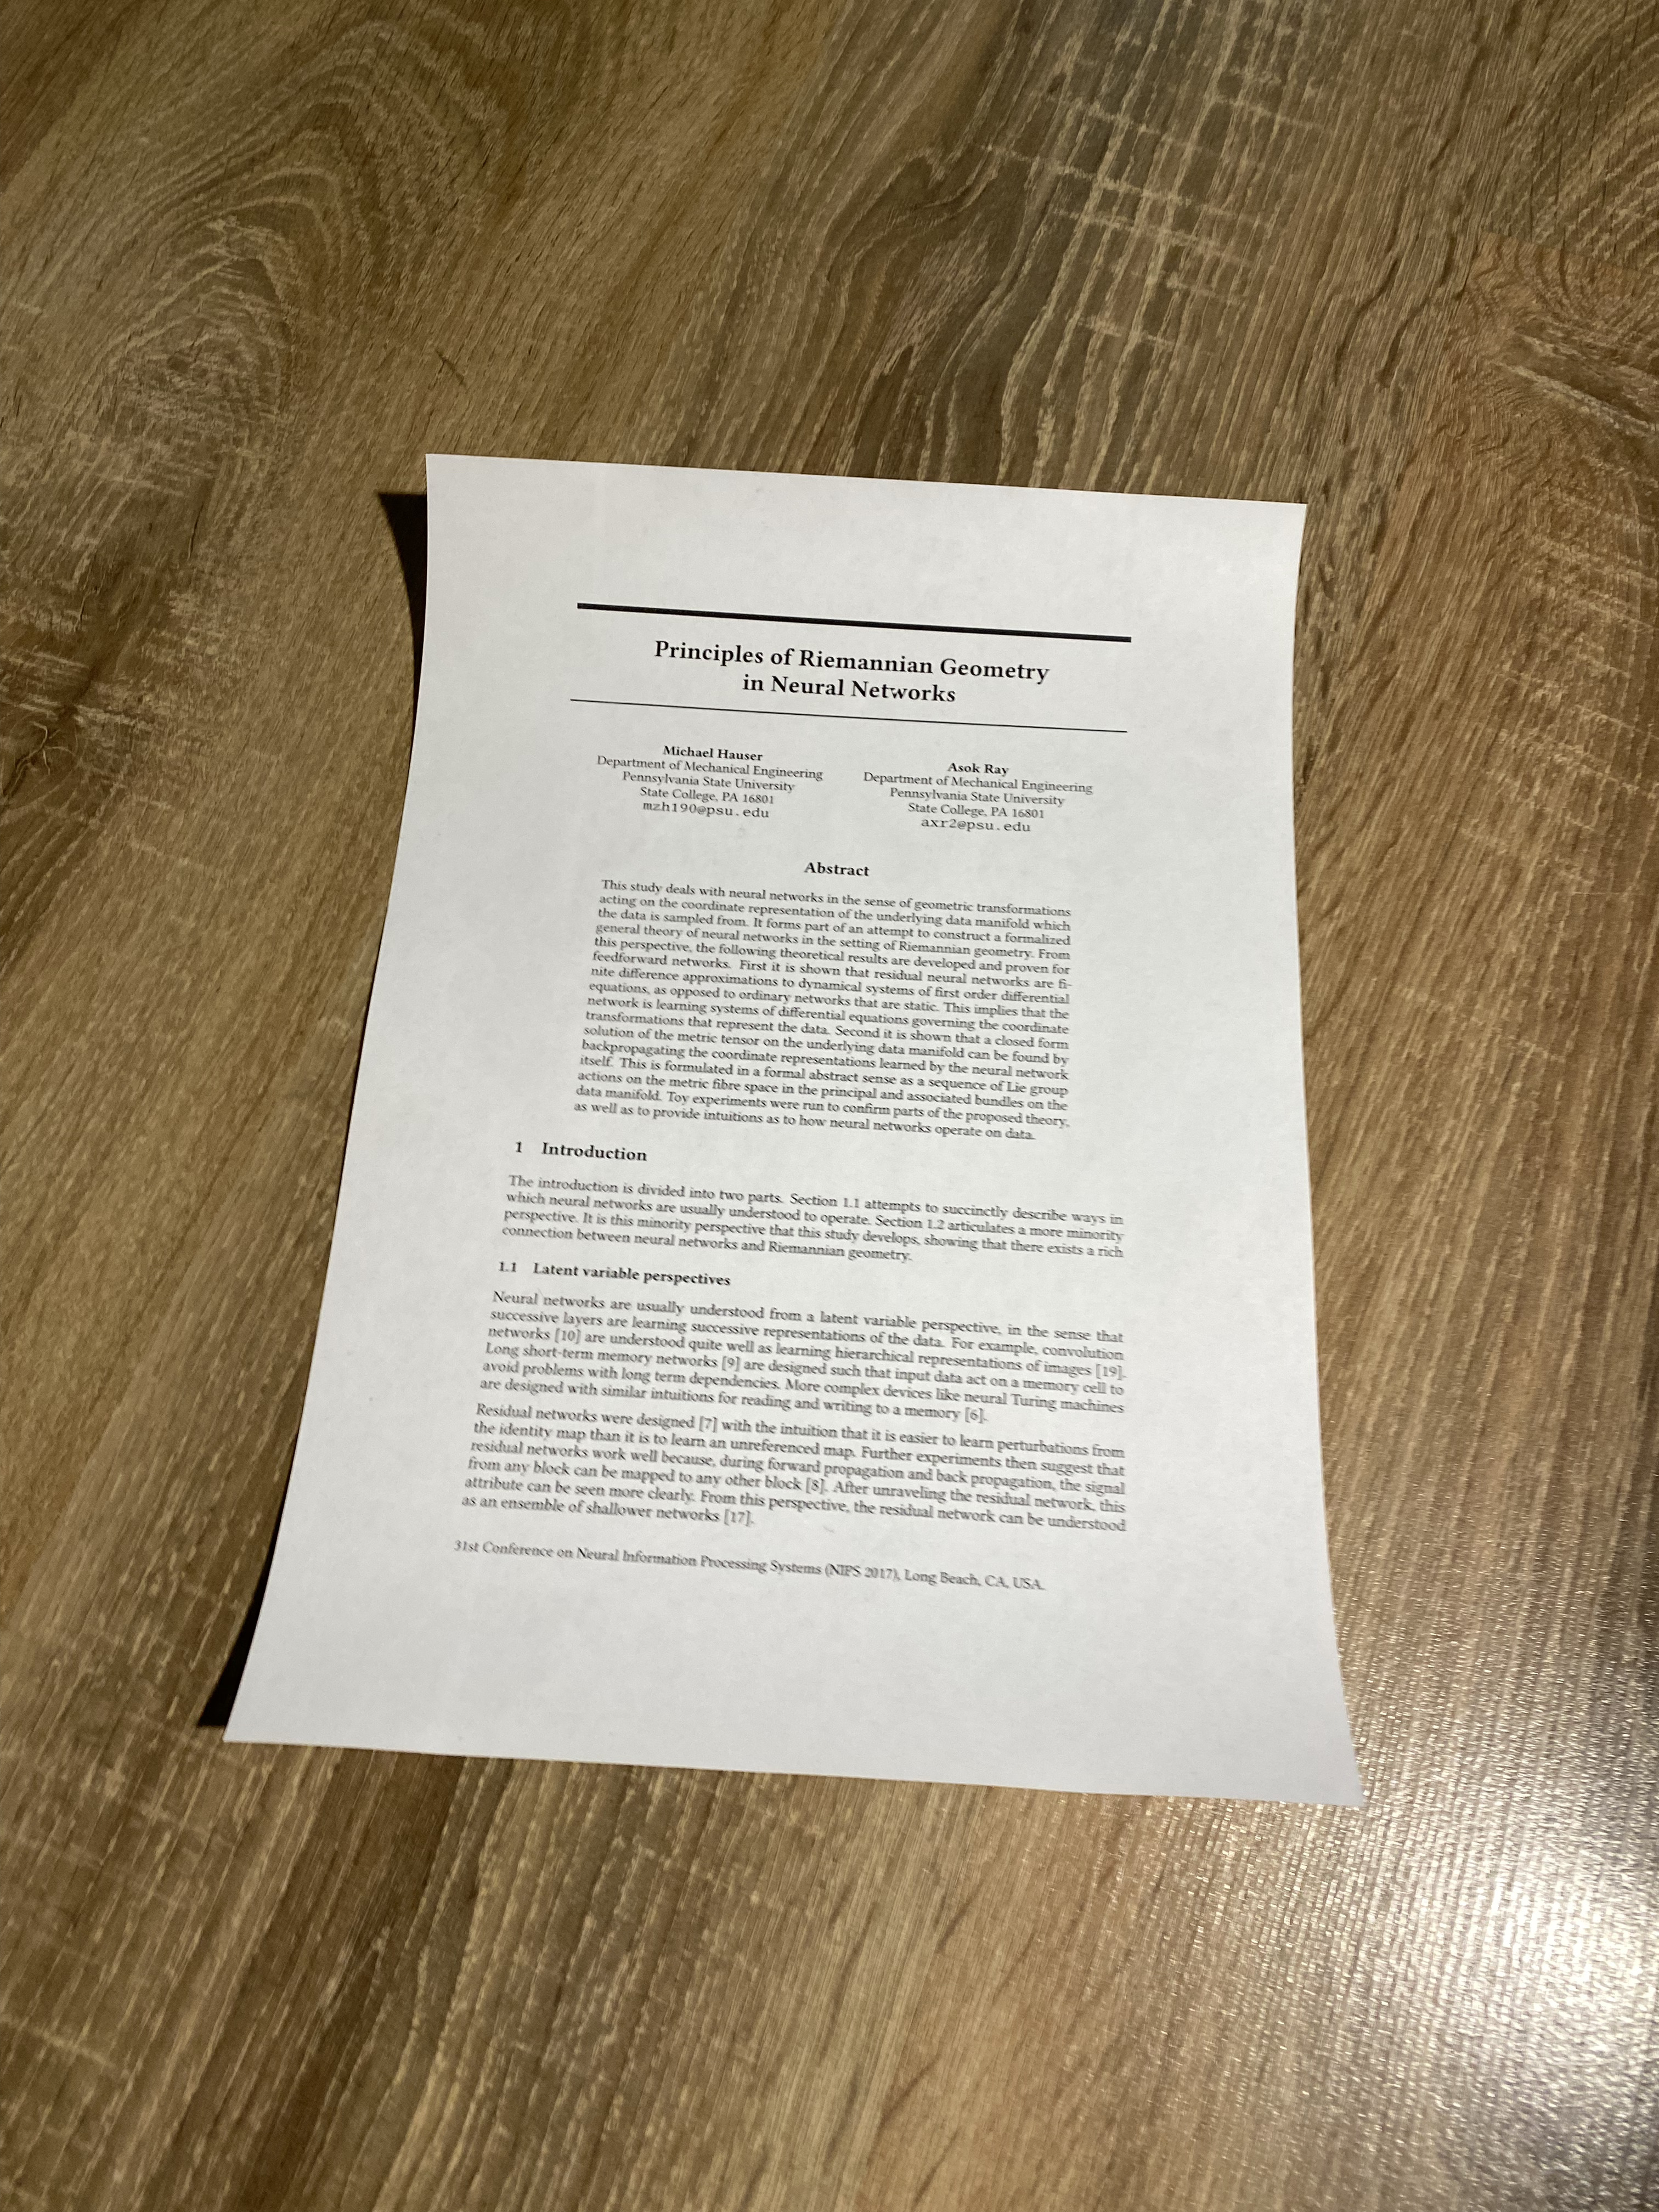 Principles of Riemannian Geometry
in Neural Networks
Michael Hauser
Department of Mechanical Engineering
Pennsylvania State University
State College, PA 16801
mzh190@psu.edu
Asok Ray
Department of Mechanical Engineering
Pennsylvania State University
State College, PA 16801
axr2@psu.edu
Abstract
This study deals with neural networks in the sense of geometric transformations
acting on the coordinate representation of the underlying data manifold which
the data is sampled from. It forms part of an attempt to construct a formalized
general theory of neural networks in the setting of Riemannian geometry. From
this perspective, the following theoretical results are developed and proven for
feedforward networks. First it is shown that residual neural networks are fi-
nite difference approximations to dynamical systems of first order differential
equations, as opposed to ordinary networks that are static. This implies that the
network is learning systems of differential equations governing the coordinate
transformations that represent the data. Second it is shown that a closed form
solution of the metric tensor on the underlying data manifold can be found by
backpropagating the coordinate representations learned by the neural network
itself. This is formulated in a formal abstract sense as a sequence of Lie group
actions on the metric fibre space in the principal and associated bundles on the
data manifold. Toy experiments were run to confirm parts of the proposed theory,
as well as to provide intuitions as to how neural networks operate on data.
1 Introduction
The introduction is divided into two parts. Section 1.1 attempts to succinctly describe ways in
which neural networks are usually understood to operate. Section 1.2 articulates a more minority
perspective. It is this minority perspective that this study develops, showing that there exists a rich
connection between neural networks and Riemannian geometry.
1.1 Latent variable perspectives
Neural networks are usually understood from a latent variable perspective, in the sense that
successive layers are learning successive representations of the data. For example, convolution
networks [10] are understood quite well as learning hierarchical representations of images [19].
Long short-term memory networks [9] are designed such that input data act on a memory cell to
avoid problems with long term dependencies. More complex devices like neural Turing machines
are designed with similar intuitions for reading and writing to a memory [6].
Residual networks were designed [7] with the intuition that it is easier to learn perturbations from
the identity map than it is to learn an unreferenced map. Further experiments then suggest that
residual networks work well because, during forward propagation and back propagation, the signal
from any block can be mapped to any other block [8]. After unraveling the residual network, this
attribute can be seen more clearly. From this perspective, the residual network can be understood
as an ensemble of shallower networks [17].
31st Conference on Neural Information Processing Systems (NIPS 2017), Long Beach, CA, USA.